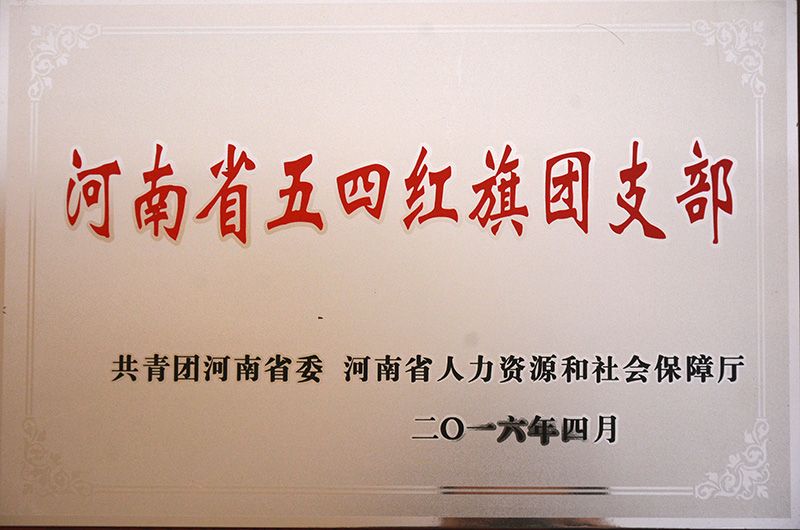 河南省五四红旗团支部
共青团河南省委 河南省人力资源和社会保障厅
二〇一六年四月